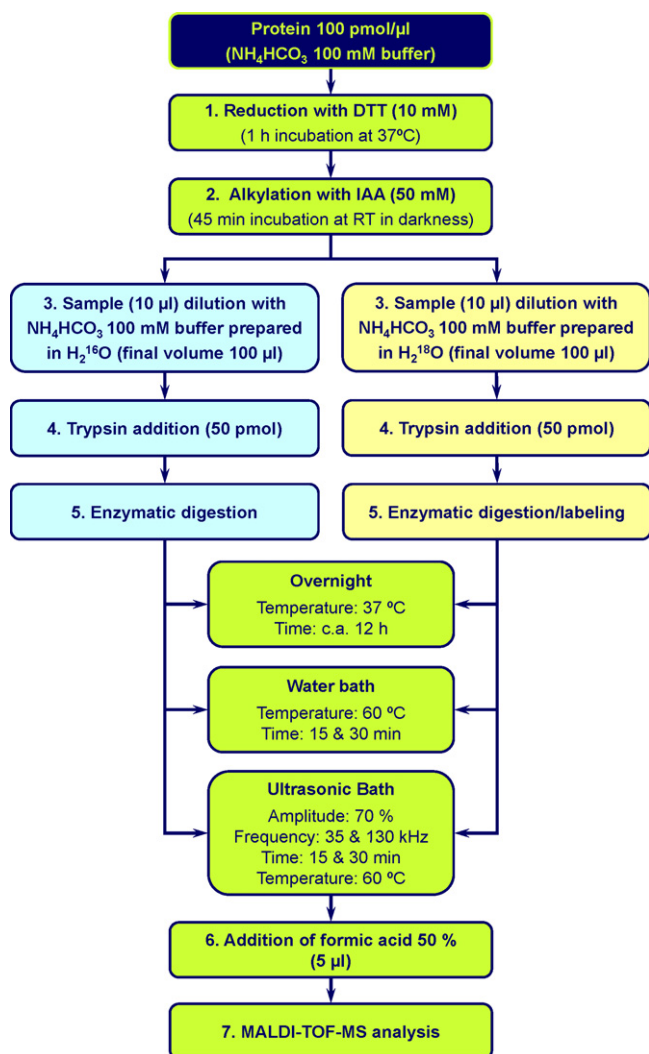 Protein 100 pmol/µl
(NH₄HCO₃ 100 mM buffer)
1. Reduction with DTT (10 mM)
(1 h incubation at 37ºC)
2. Alkylation with IAA (50 mM)
(45 min incubation at RT in darkness)
3. Sample (10 µl) dilution with
NH₄HCO₃ 100 mM buffer prepared
in H₂¹⁶O (final volume 100 µl)
3. Sample (10 µl) dilution with
NH₄HCO₃ 100 mM buffer prepared
in H₂¹⁸O (final volume 100 µl)
4. Trypsin addition (50 pmol)
4. Trypsin addition (50 pmol)
5. Enzymatic digestion
5. Enzymatic digestion/labeling
Overnight
Temperature: 37 ºC
Time: c.a. 12 h
Water bath
Temperature: 60 ºC
Time: 15 & 30 min
Ultrasonic Bath
Amplitude: 70 %
Frequency: 35 & 130 kHz
Time: 15 & 30 min
Temperature: 60 ºC
6. Addition of formic acid 50 %
(5 µl)
7. MALDI-TOF-MS analysis